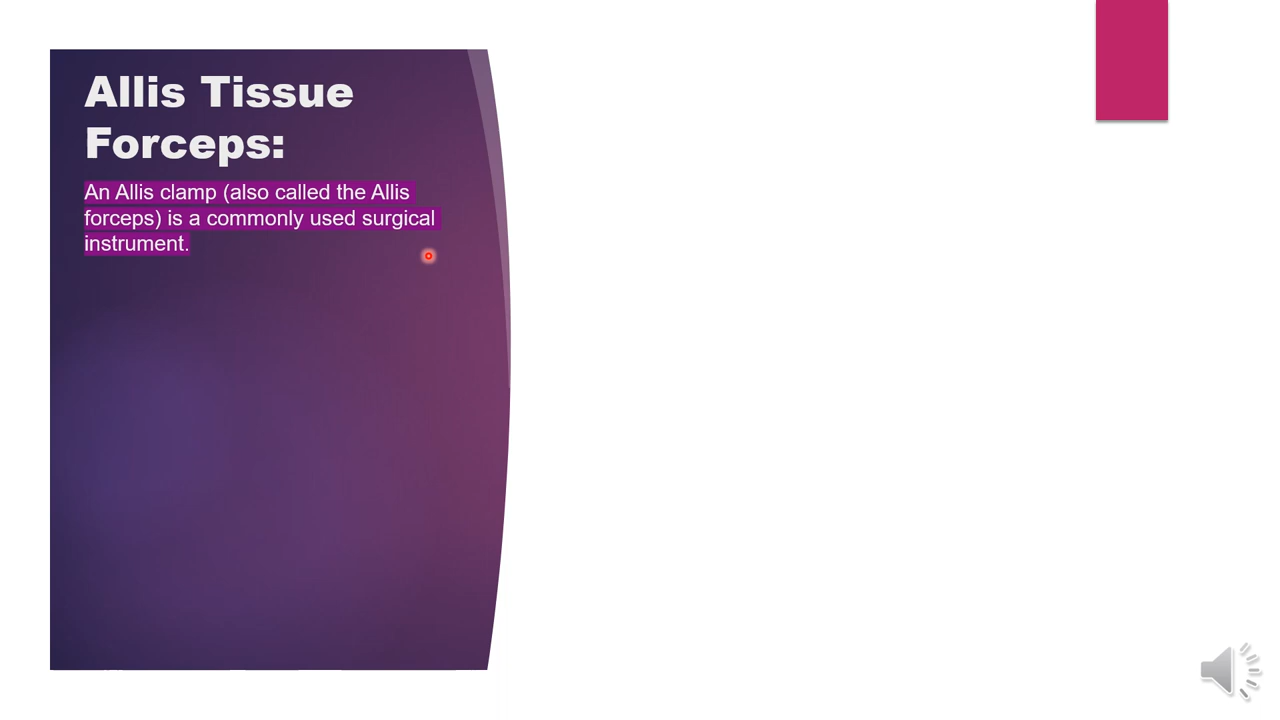 Allis Tissue
Forceps:
An Allis clamp (also called the Allis
forceps) is a commonly used surgical
instrument.